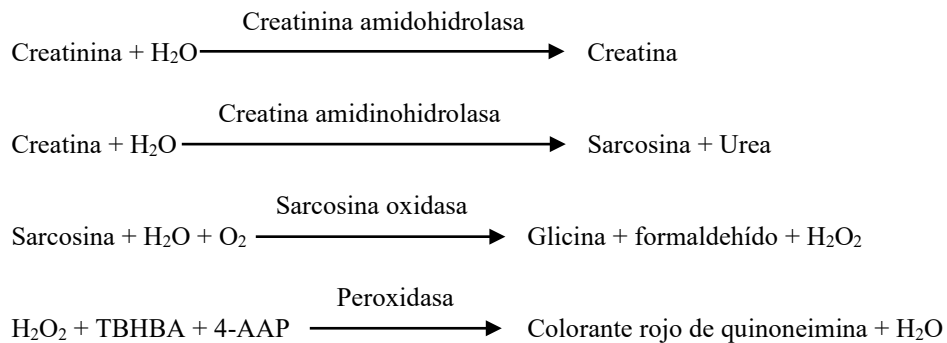 Creatinina amidohidrolasa
Creatinina + H₂O Creatina
Creatina amidinohidrolasa
Creatina + H₂O Sarcosina + Urea
Sarcosina oxidasa
Sarcosina + H₂O + O₂ Glicina + formaldehído + H₂O₂
Peroxidasa
H₂O₂ + TBHBA + 4-AAP Colorante rojo de quinoneimina + H₂O